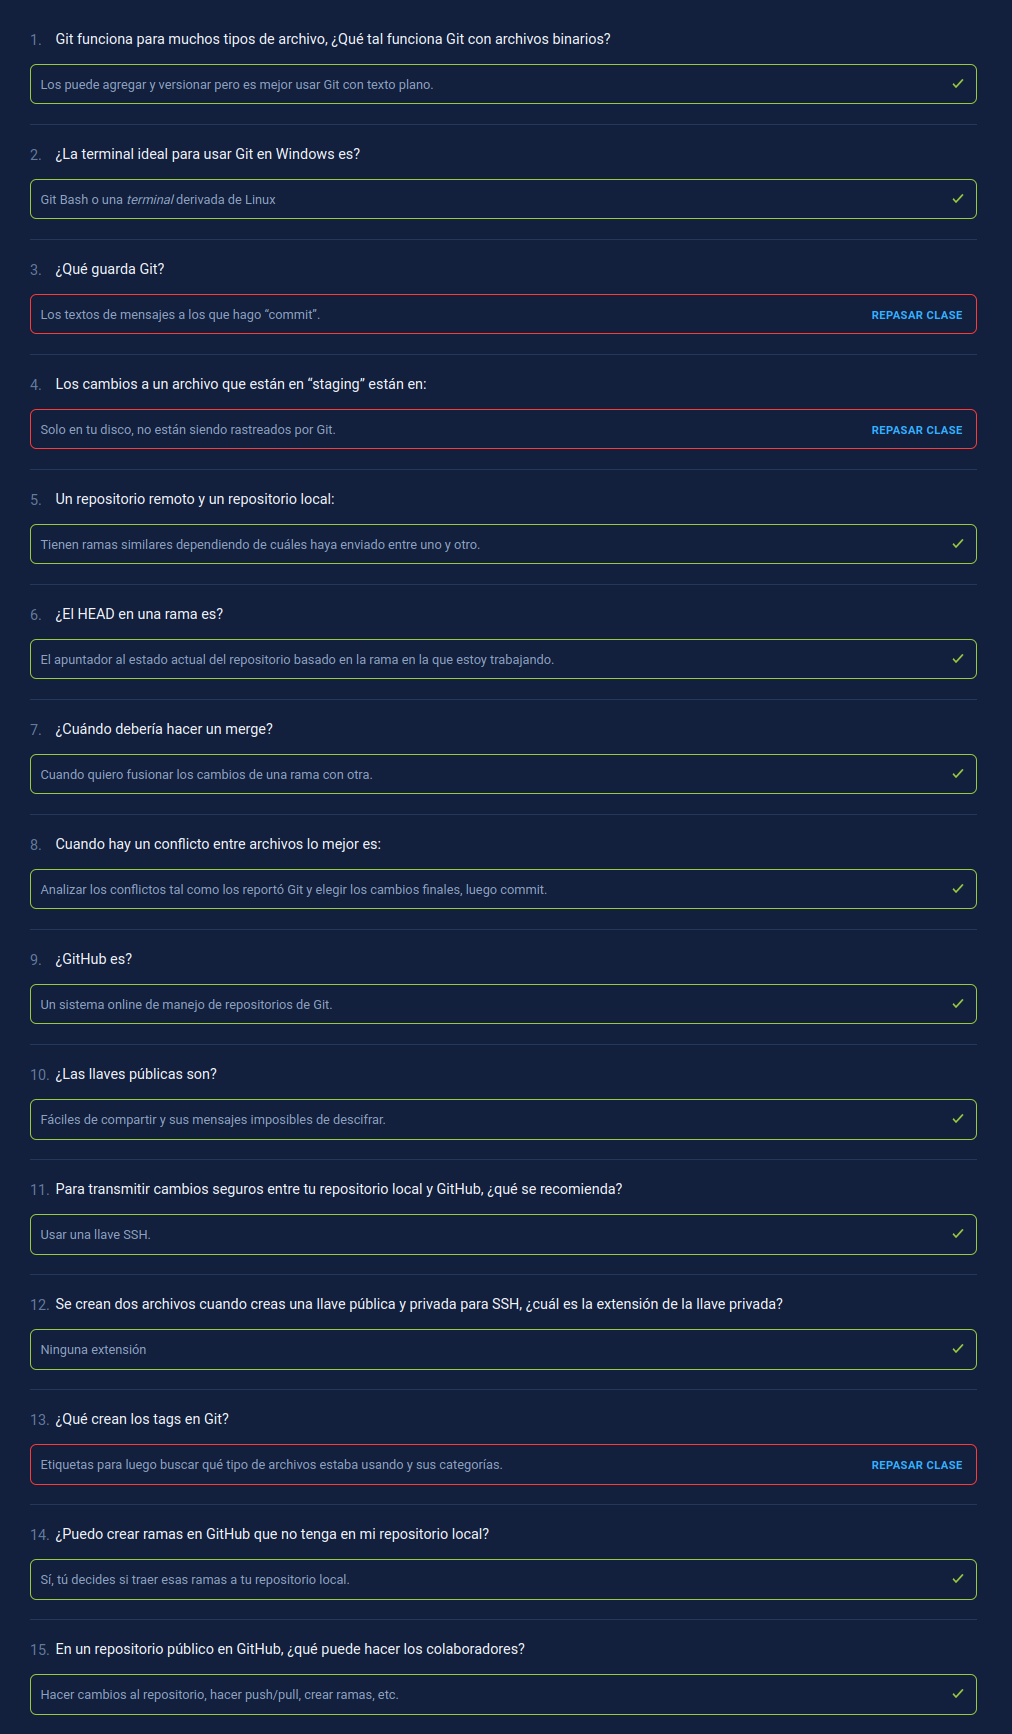 1. Git funciona para muchos tipos de archivo, ¿Qué tal funciona Git con archivos binarios?
Los puede agregar y versionar pero es mejor usar Git con texto plano.
2. ¿La terminal ideal para usar Git en Windows es?
Git Bash o una terminal derivada de Linux
3. ¿Qué guarda Git?
Los textos de mensajes a los que hago “commit”. REPASAR CLASE
4. Los cambios a un archivo que están en “staging” están en:
Solo en tu disco, no están siendo rastreados por Git. REPASAR CLASE
5. Un repositorio remoto y un repositorio local:
Tienen ramas similares dependiendo de cuáles haya enviado entre uno y otro.
6. ¿El HEAD en una rama es?
El apuntador al estado actual del repositorio basado en la rama en la que estoy trabajando.
7. ¿Cuándo debería hacer un merge?
Cuando quiero fusionar los cambios de una rama con otra.
8. Cuando hay un conflicto entre archivos lo mejor es:
Analizar los conflictos tal como los reportó Git y elegir los cambios finales, luego commit.
9. ¿GitHub es?
Un sistema online de manejo de repositorios de Git.
10. ¿Las llaves públicas son?
Fáciles de compartir y sus mensajes imposibles de descifrar.
11. Para transmitir cambios seguros entre tu repositorio local y GitHub, ¿qué se recomienda?
Usar una llave SSH.
12. Se crean dos archivos cuando creas una llave pública y privada para SSH, ¿cuál es la extensión de la llave privada?
Ninguna extensión
13. ¿Qué crean los tags en Git?
Etiquetas para luego buscar qué tipo de archivos estaba usando y sus categorías. REPASAR CLASE
14. ¿Puedo crear ramas en GitHub que no tenga en mi repositorio local?
Sí, tú decides si traer esas ramas a tu repositorio local.
15. En un repositorio público en GitHub, ¿qué puede hacer los colaboradores?
Hacer cambios al repositorio, hacer push/pull, crear ramas, etc.